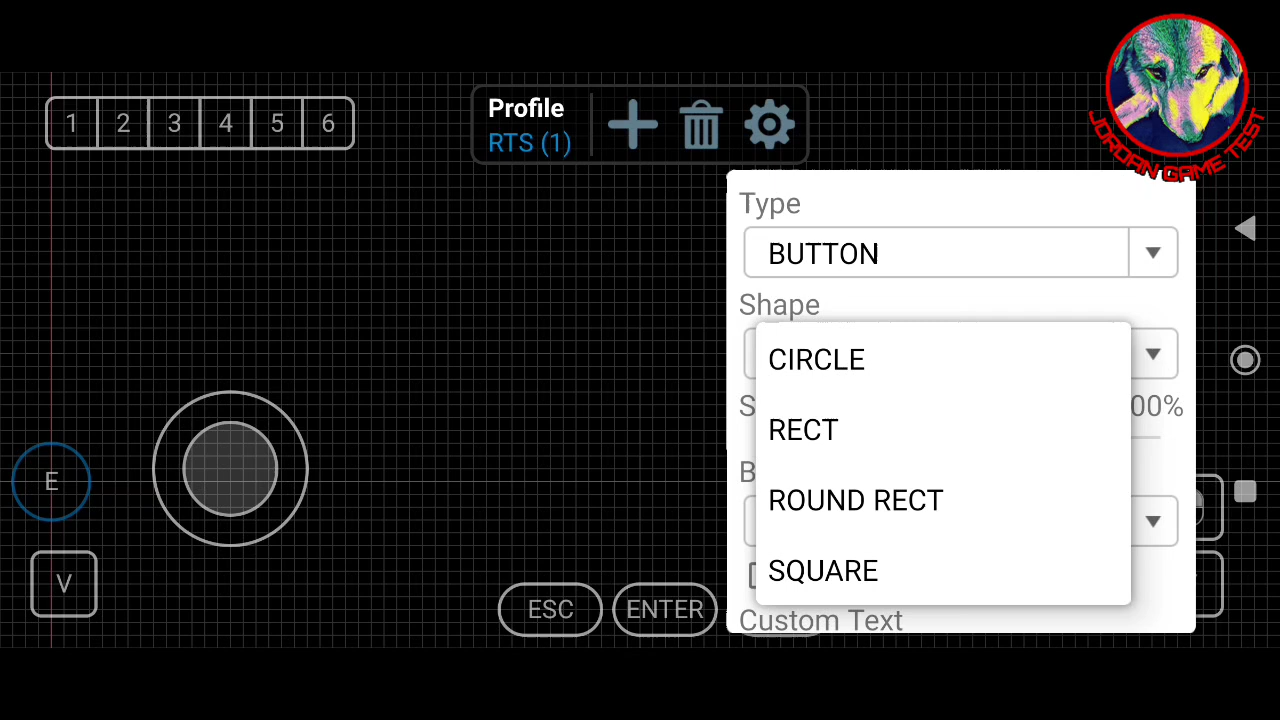 1 2 3 4 5 6
Profile
RTS (1)
JORDAN GAME TEST
Type
BUTTON
Shape
CIRCLE
S
00%
RECT
B
E
ROUND RECT
SQUARE
V
ESC ENTER
Custom Text